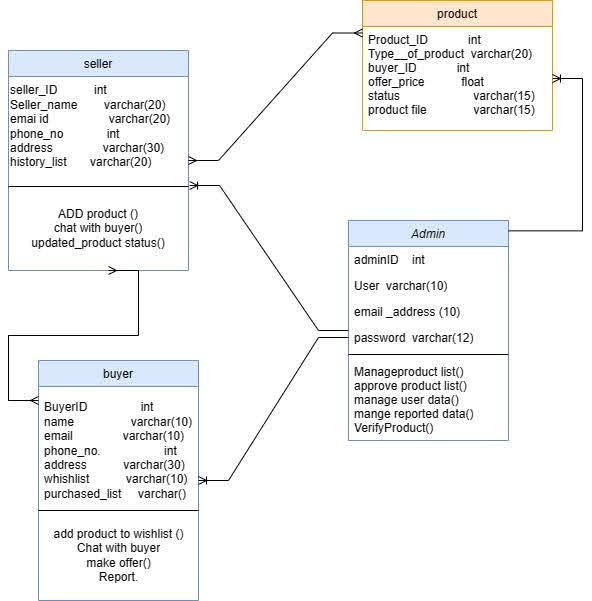 product
Product_ID int
Type__of_product varchar(20)
buyer_ID int
offer_price float
status varchar(15)
product file varchar(15)
seller
seller_ID int
Seller_name varchar(20)
emai id varchar(20)
phone_no int
address varchar(30)
history_list varchar(20)
ADD product ()
chat with buyer()
updated_product status()
Admin
adminID int
User varchar(10)
email _address (10)
password varchar(12)
Manageproduct list()
approve product list()
manage user data()
mange reported data()
VerifyProduct()
buyer
BuyerID int
name varchar(10)
email varchar(10)
phone_no. int
address varchar(30)
whishlist varchar(10)
purchased_list varchar()
add product to wishlist ()
Chat with buyer
make offer()
Report.